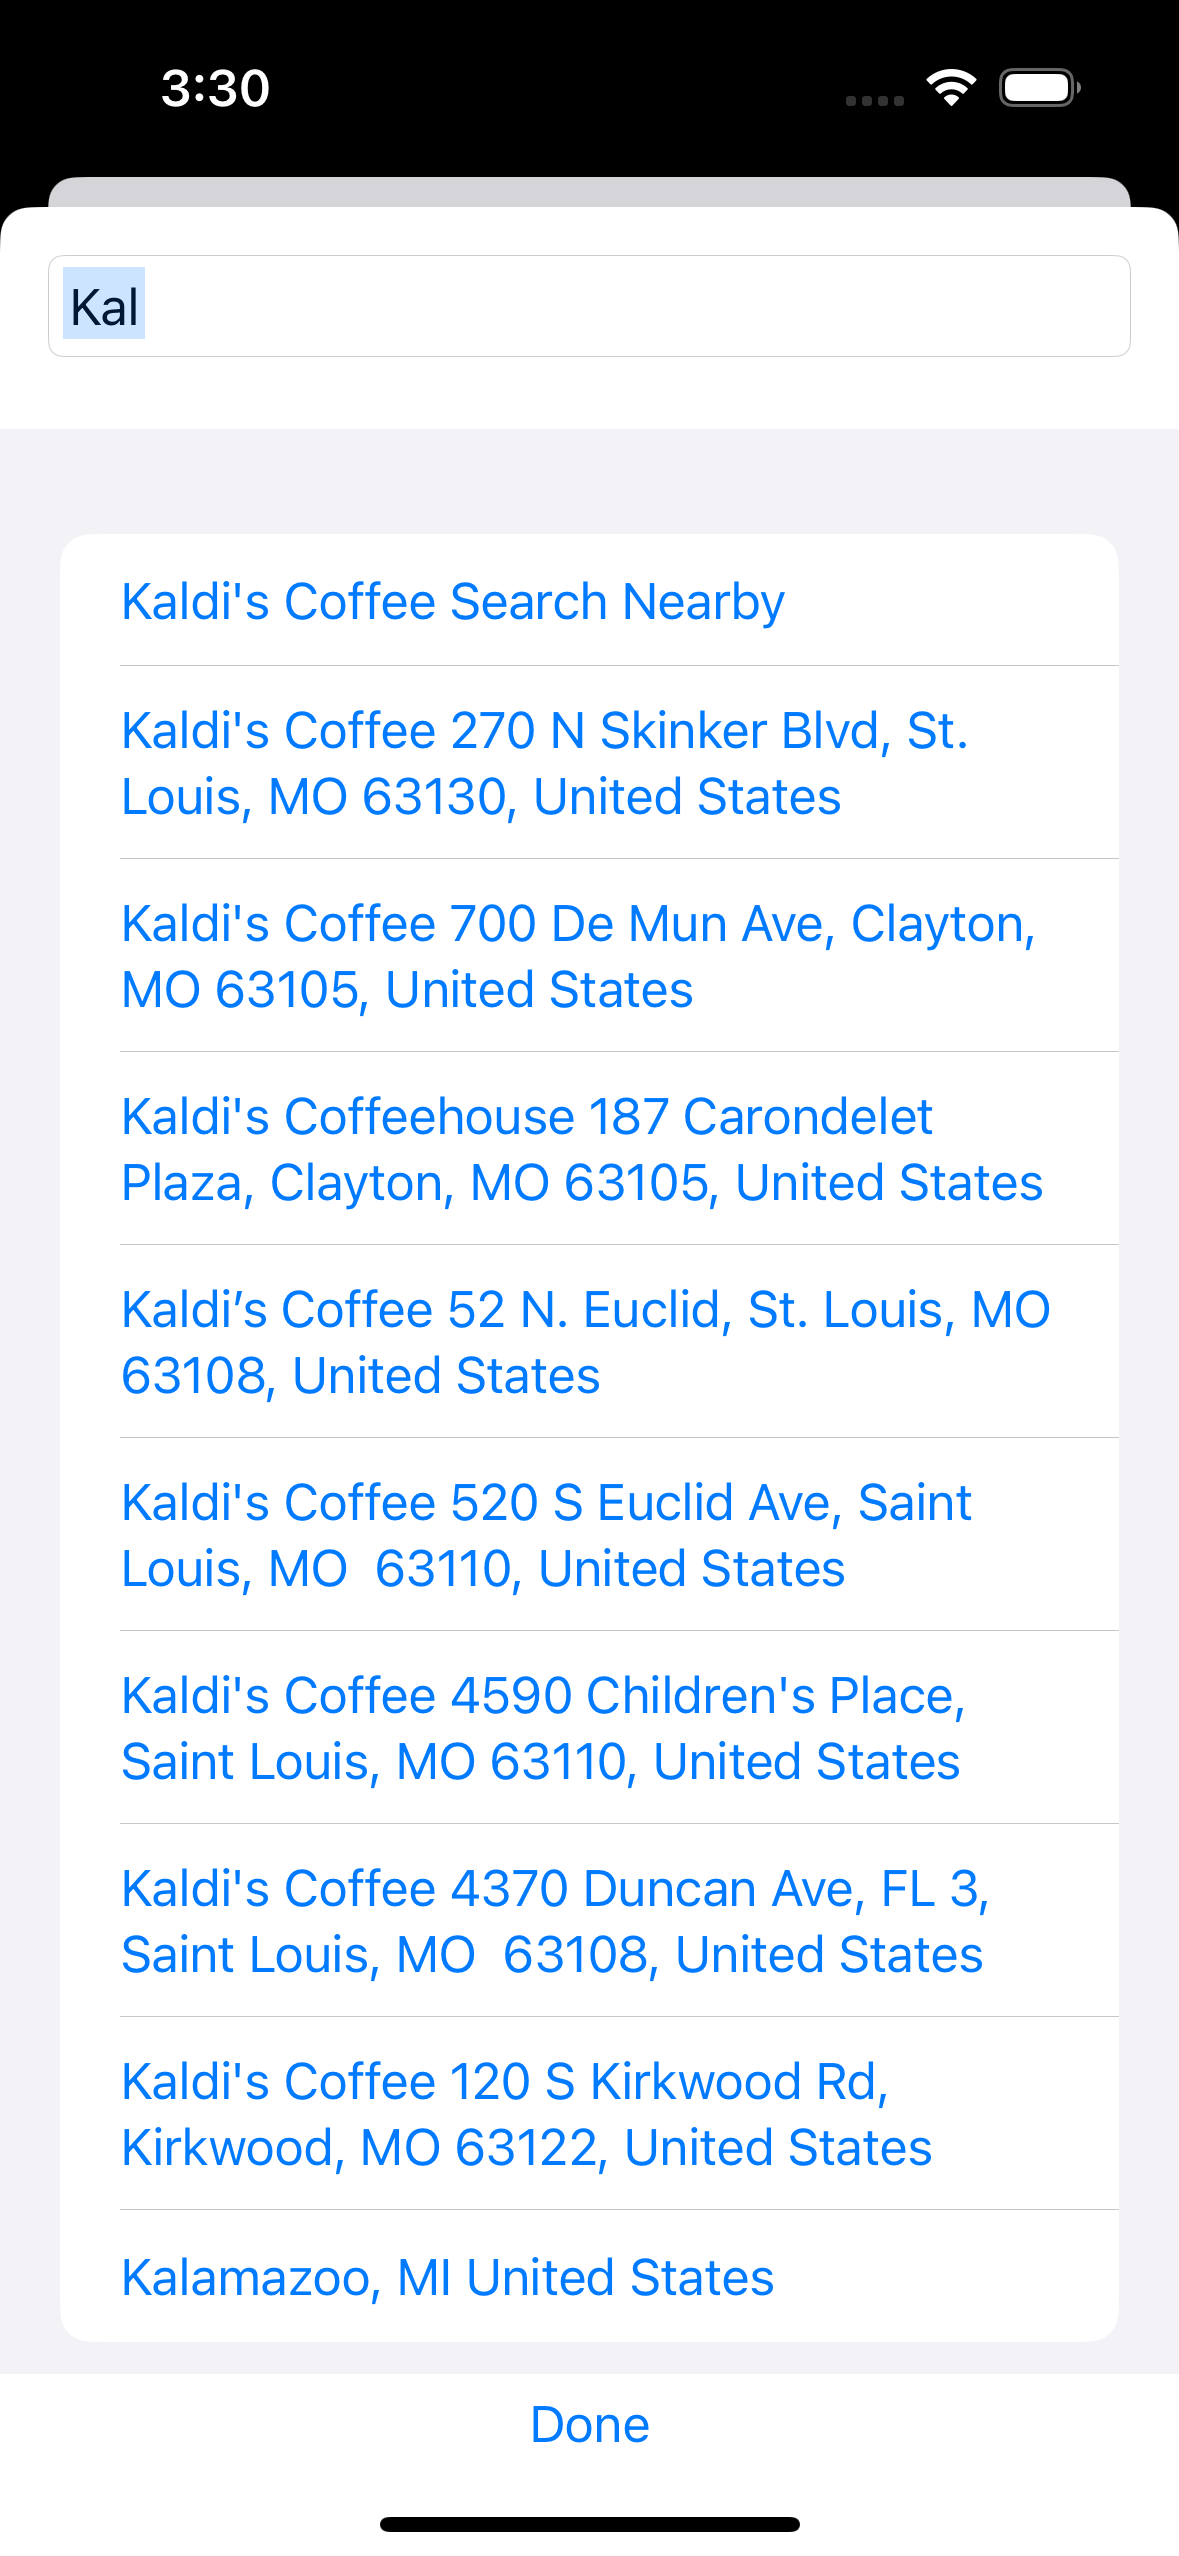 3:30
Kal
Kaldi's Coffee Search Nearby
Kaldi's Coffee 270 N Skinker Blvd, St.
Louis, MO 63130, United States
Kaldi's Coffee 700 De Mun Ave, Clayton,
MO 63105, United States
Kaldi's Coffeehouse 187 Carondelet
Plaza, Clayton, MO 63105, United States
Kaldi’s Coffee 52 N. Euclid, St. Louis, MO
63108, United States
Kaldi's Coffee 520 S Euclid Ave, Saint
Louis, MO  63110, United States
Kaldi's Coffee 4590 Children's Place,
Saint Louis, MO 63110, United States
Kaldi's Coffee 4370 Duncan Ave, FL 3,
Saint Louis, MO  63108, United States
Kaldi's Coffee 120 S Kirkwood Rd,
Kirkwood, MO 63122, United States
Kalamazoo, MI United States
Done